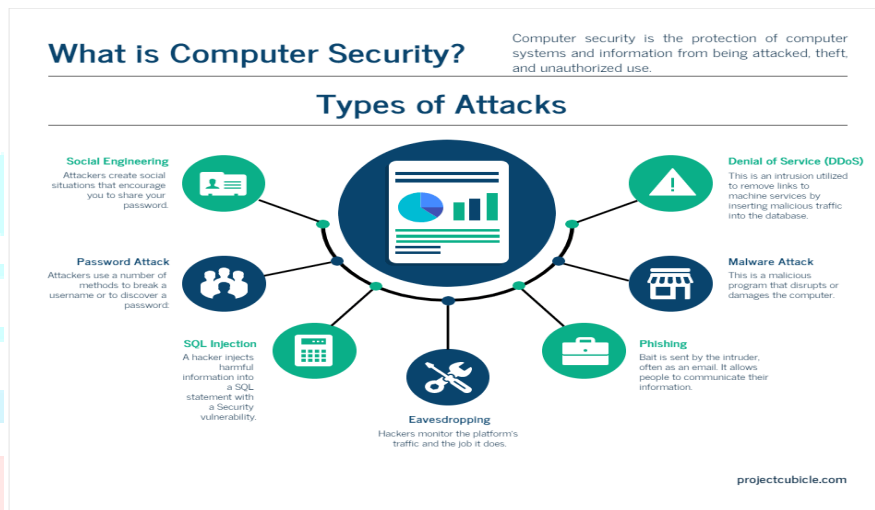 What is Computer Security?
Computer security is the protection of computer
systems and information from being attacked, theft,
and unauthorized use.
Types of Attacks
Social Engineering
Attackers create social
situations that encourage
you to share your
password.
Password Attack
Attackers use a number of
methods to break a
username or to discover a
password:
SQL Injection
A hacker injects
harmful
information into
a SQL
statement with
a Security
vulnerability.
Eavesdropping
Hackers monitor the platform's
traffic and the job it does.
Phishing
Bait is sent by the intruder,
often as an email. It allows
people to communicate their
information.
Malware Attack
This is a malicious
program that disrupts or
damages the computer.
Denial of Service (DDoS)
This is an intrusion utilized
to remove links to
machine services by
inserting malicious traffic
into the database.
projectcubicle.com